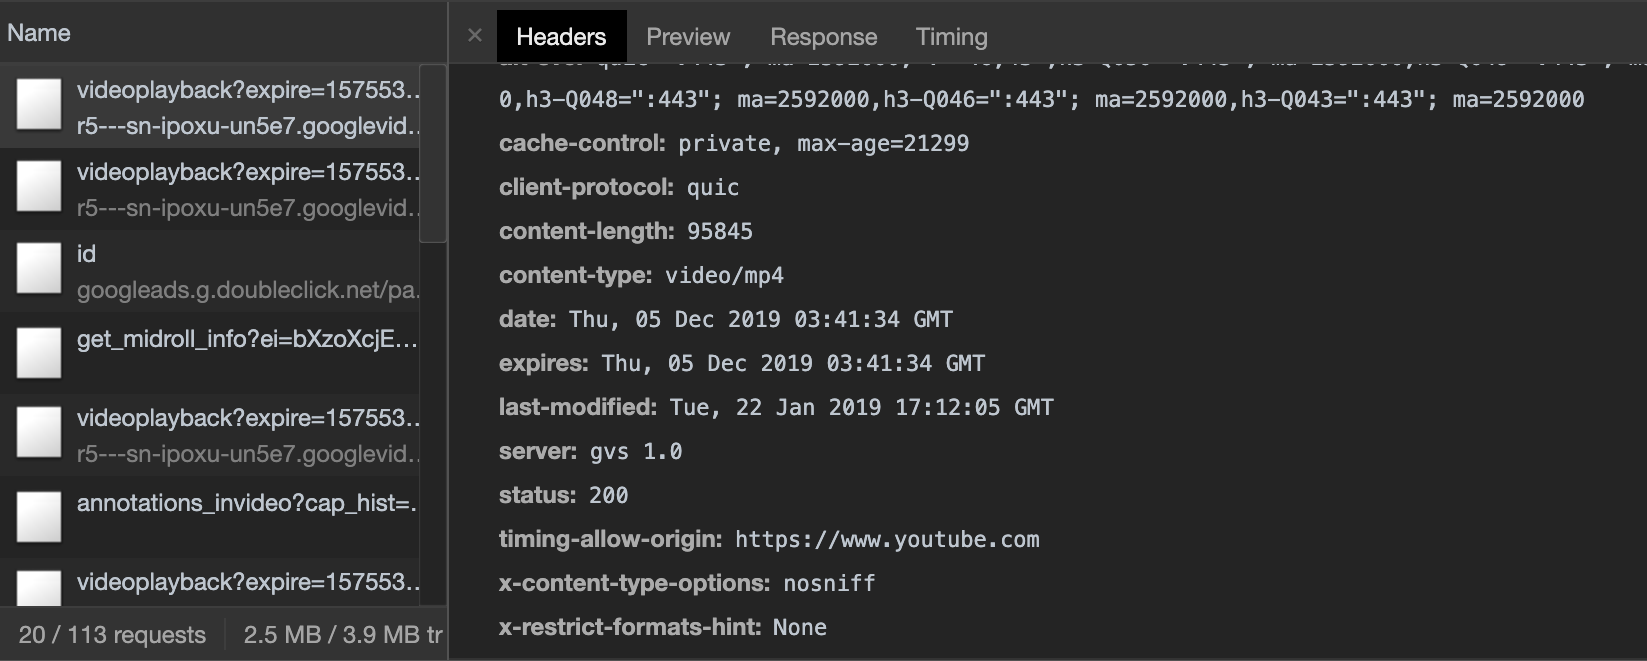 Name
videoplayback?expire=157553..
r5---sn-ipoxu-un5e7.googlevid..
videoplayback?expire=157553..
r5---sn-ipoxu-un5e7.googlevid..
id
googleads.g.doubleclick.net/pa.
get_midroll_info?ei=bXzoXcjE...
videoplayback?expire=157553..
r5---sn-ipoxu-un5e7.googlevid..
annotations_invideo?cap_hist=.
videoplayback?expire=157553..
20 / 113 requests
2.5 MB / 3.9 MB tr
× Headers Preview Response Timing
0,h3-Q048=":443"; ma=2592000,h3-Q046=":443"; ma=2592000,h3-Q043=":443"; ma=2592000
cache-control: private, max-age=21299
client-protocol: quic
content-length: 95845
content-type: video/mp4
date: Thu, 05 Dec 2019 03:41:34 GMT
expires: Thu, 05 Dec 2019 03:41:34 GMT
last-modified: Tue, 22 Jan 2019 17:12:05 GMT
server: gvs 1.0
status: 200
timing-allow-origin: https://www.youtube.com
x-content-type-options: nosniff
x-restrict-formats-hint: None